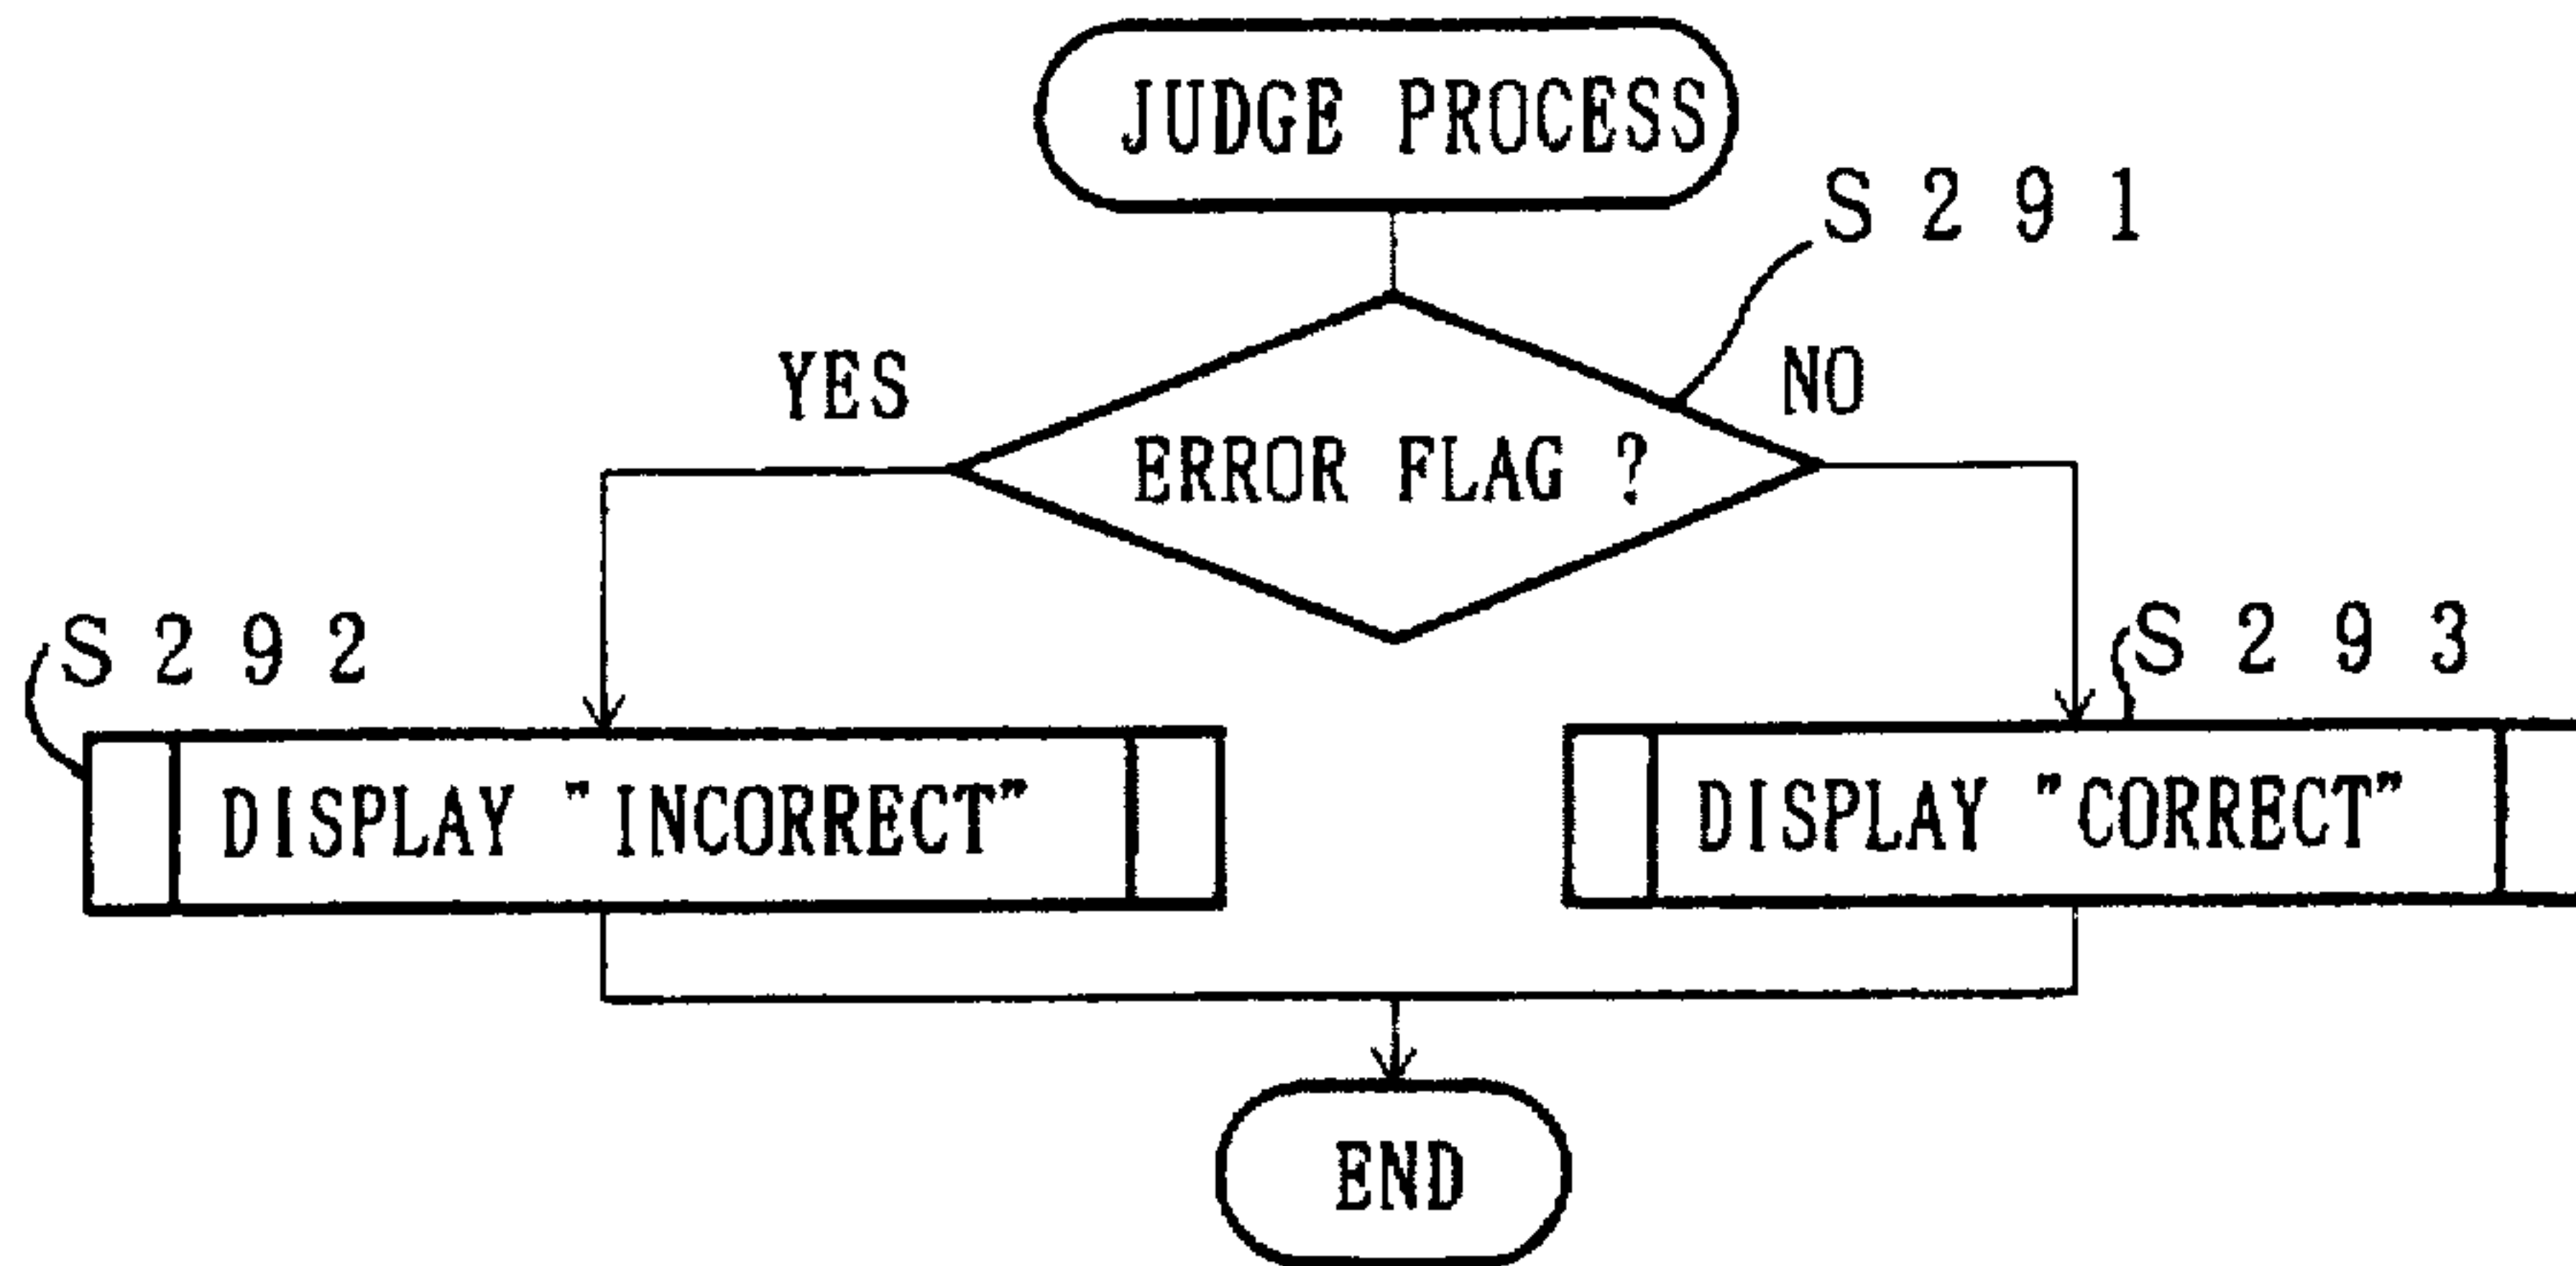 JUDGE PROCESS
S 2 9 1
YES
NO
ERROR FLAG ?
S 2 9 2
S 2 9 3
DISPLAY "INCORRECT"
DISPLAY "CORRECT"
END